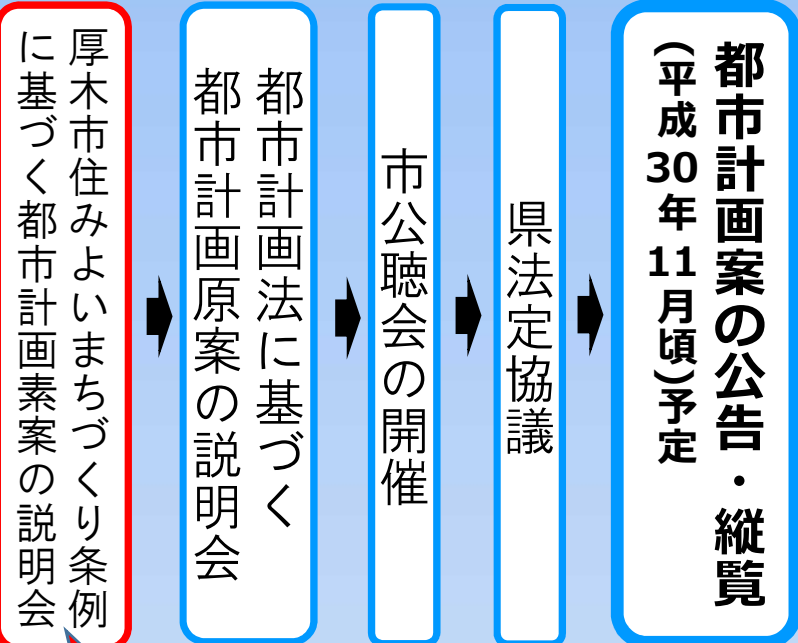 厚木市住みよいまちづくり条例
に基づく都市計画素案の説明会
都市計画法に基づく
都市計画原案の説明会
市公聴会の開催
県法定協議
都市計画案の公告・縦覧
(平成30年11月頃)予定